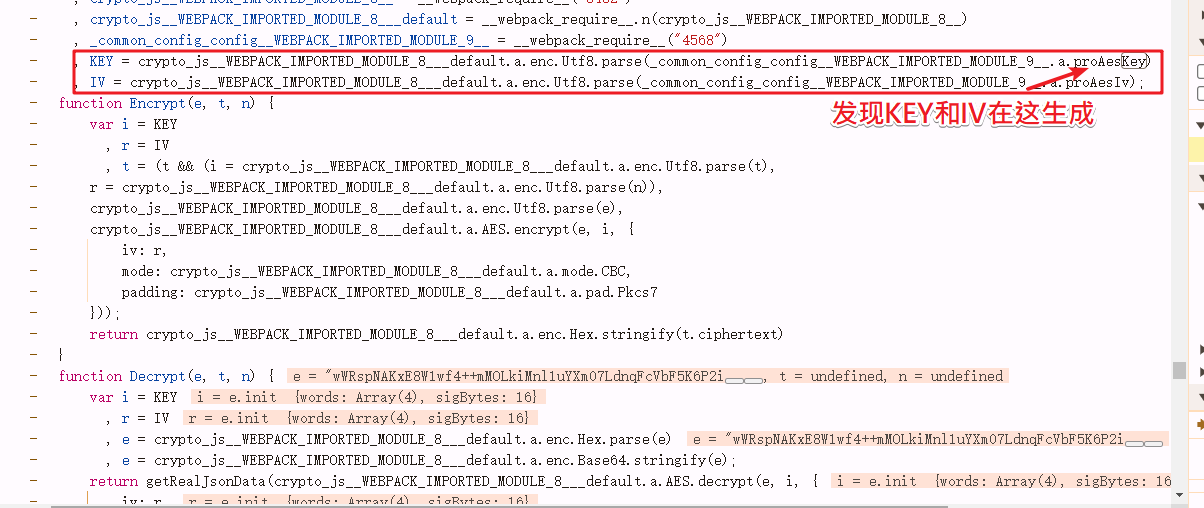 , crypto_js__WEBPACK_IMPORTED_MODULE_8___default = __webpack_require__.n(crypto_js__WEBPACK_IMPORTED_MODULE_8__)
, _common_config_config__WEBPACK_IMPORTED_MODULE_9__ = __webpack_require__("4568")
, KEY = crypto_js__WEBPACK_IMPORTED_MODULE_8___default.a.enc.Utf8.parse(_common_config_config__WEBPACK_IMPORTED_MODULE_9__.a.proAesKey)
, IV = crypto_js__WEBPACK_IMPORTED_MODULE_8___default.a.enc.Utf8.parse(_common_config_config__WEBPACK_IMPORTED_MODULE_9__.a.proAesIv);
发现KEY和IV在这生成
function Encrypt(e, t, n) {
var i = KEY
, r = IV
, t = (t && (i = crypto_js__WEBPACK_IMPORTED_MODULE_8___default.a.enc.Utf8.parse(t),
r = crypto_js__WEBPACK_IMPORTED_MODULE_8___default.a.enc.Utf8.parse(n)),
crypto_js__WEBPACK_IMPORTED_MODULE_8___default.a.enc.Utf8.parse(e),
crypto_js__WEBPACK_IMPORTED_MODULE_8___default.a.AES.encrypt(e, i, {
iv: r,
mode: crypto_js__WEBPACK_IMPORTED_MODULE_8___default.a.mode.CBC,
padding: crypto_js__WEBPACK_IMPORTED_MODULE_8___default.a.pad.Pkcs7
}));
return crypto_js__WEBPACK_IMPORTED_MODULE_8___default.a.enc.Hex.stringify(t.ciphertext)
}
function Decrypt(e, t, n) { e = "wWRspNAKxE8W1wf4++mMOLkiMnl1uYXm07LdnqFcVbF5K6P2i, t = undefined, n = undefined
var i = KEY i = e.init {words: Array(4), sigBytes: 16}
, r = IV r = e.init {words: Array(4), sigBytes: 16}
, e = crypto_js__WEBPACK_IMPORTED_MODULE_8___default.a.enc.Hex.parse(e) e = "wWRspNAKxE8W1wf4++mMOLkiMnl1uYXm07LdnqFcVbF5K6P2i
, e = crypto_js__WEBPACK_IMPORTED_MODULE_8___default.a.enc.Base64.stringify(e);
return getRealJsonData(crypto_js__WEBPACK_IMPORTED_MODULE_8___default.a.AES.decrypt(e, i, { i = e.init {words: Array(4), sigBytes: 16
iv: r, r = e.init {words: Array(4), sigBytes: 16}